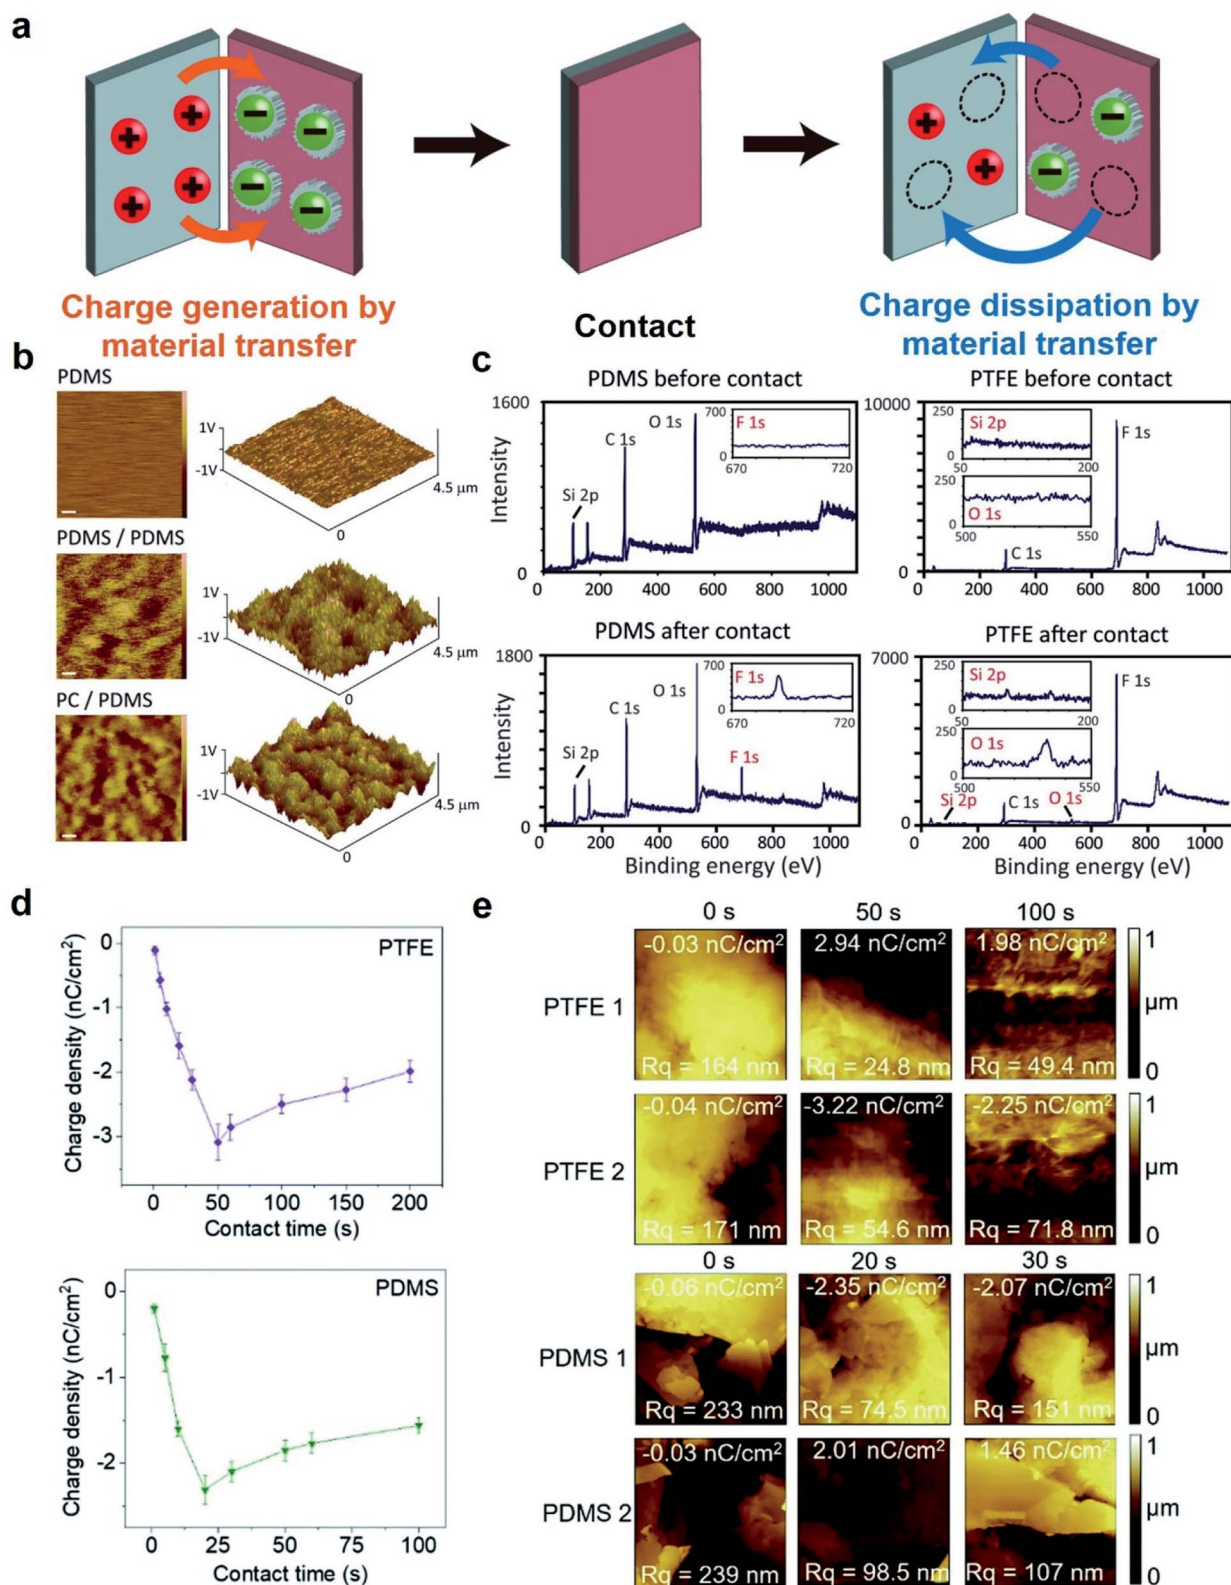 a
+ + + +
− − − −
+ +
− −
Charge generation by
material transfer
Contact
Charge dissipation by
material transfer
b
PDMS
1V
-1V
4.5 μm
0
PDMS / PDMS
1V
-1V
4.5 μm
0
PC / PDMS
1V
-1V
4.5 μm
0
c
PDMS before contact
1600
Intensity
0
Si 2p
C 1s
O 1s
700
F 1s
0
670 720
0 200 400 600 800 1000
PTFE before contact
10000
0
250
Si 2p
0
50 200
250
O 1s
0
500 550
C 1s
F 1s
0 200 400 600 800 1000
PDMS after contact
1800
Intensity
0
Si 2p
C 1s
O 1s
700
F 1s
0
670 720
F 1s
0 200 400 600 800 1000
Binding energy (eV)
PTFE after contact
7000
0
250
Si 2p
0
50 200
250
O 1s
0
500 550
Si 2p
C 1s
O 1s
F 1s
0 200 400 600 800 1000
Binding energy (eV)
d
PTFE
Charge density (nC/cm²)
0
-1
-2
-3
0 50 100 150 200
Contact time (s)
PDMS
Charge density (nC/cm²)
0
-1
-2
0 25 50 75 100
Contact time (s)
e
0 s 50 s 100 s
PTFE 1
-0.03 nC/cm² 2.94 nC/cm² 1.98 nC/cm²
Rq = 164 nm Rq = 24.8 nm Rq = 49.4 nm
1
μm
0
PTFE 2
-0.04 nC/cm² -3.22 nC/cm² -2.25 nC/cm²
Rq = 171 nm Rq = 54.6 nm Rq = 71.8 nm
1
μm
0
0 s 20 s 30 s
PDMS 1
-0.06 nC/cm² -2.35 nC/cm² -2.07 nC/cm²
Rq = 233 nm Rq = 74.5 nm Rq = 151 nm
1
μm
0
PDMS 2
-0.03 nC/cm² 2.01 nC/cm² 1.46 nC/cm²
Rq = 239 nm Rq = 98.5 nm Rq = 107 nm
1
μm
0